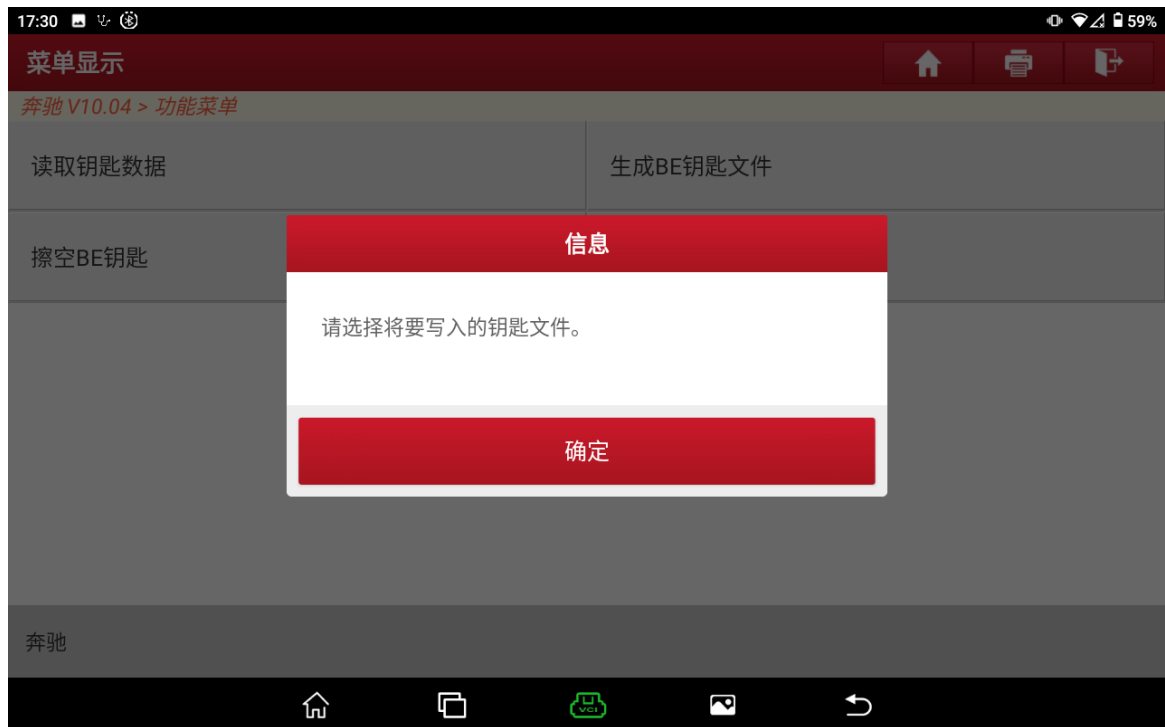 17:30
59%
菜单显示
奔驰 V10.04 > 功能菜单
读取钥匙数据
生成BE钥匙文件
擦空BE钥匙
信息
请选择将要写入的钥匙文件。
确定
奔驰
VCI